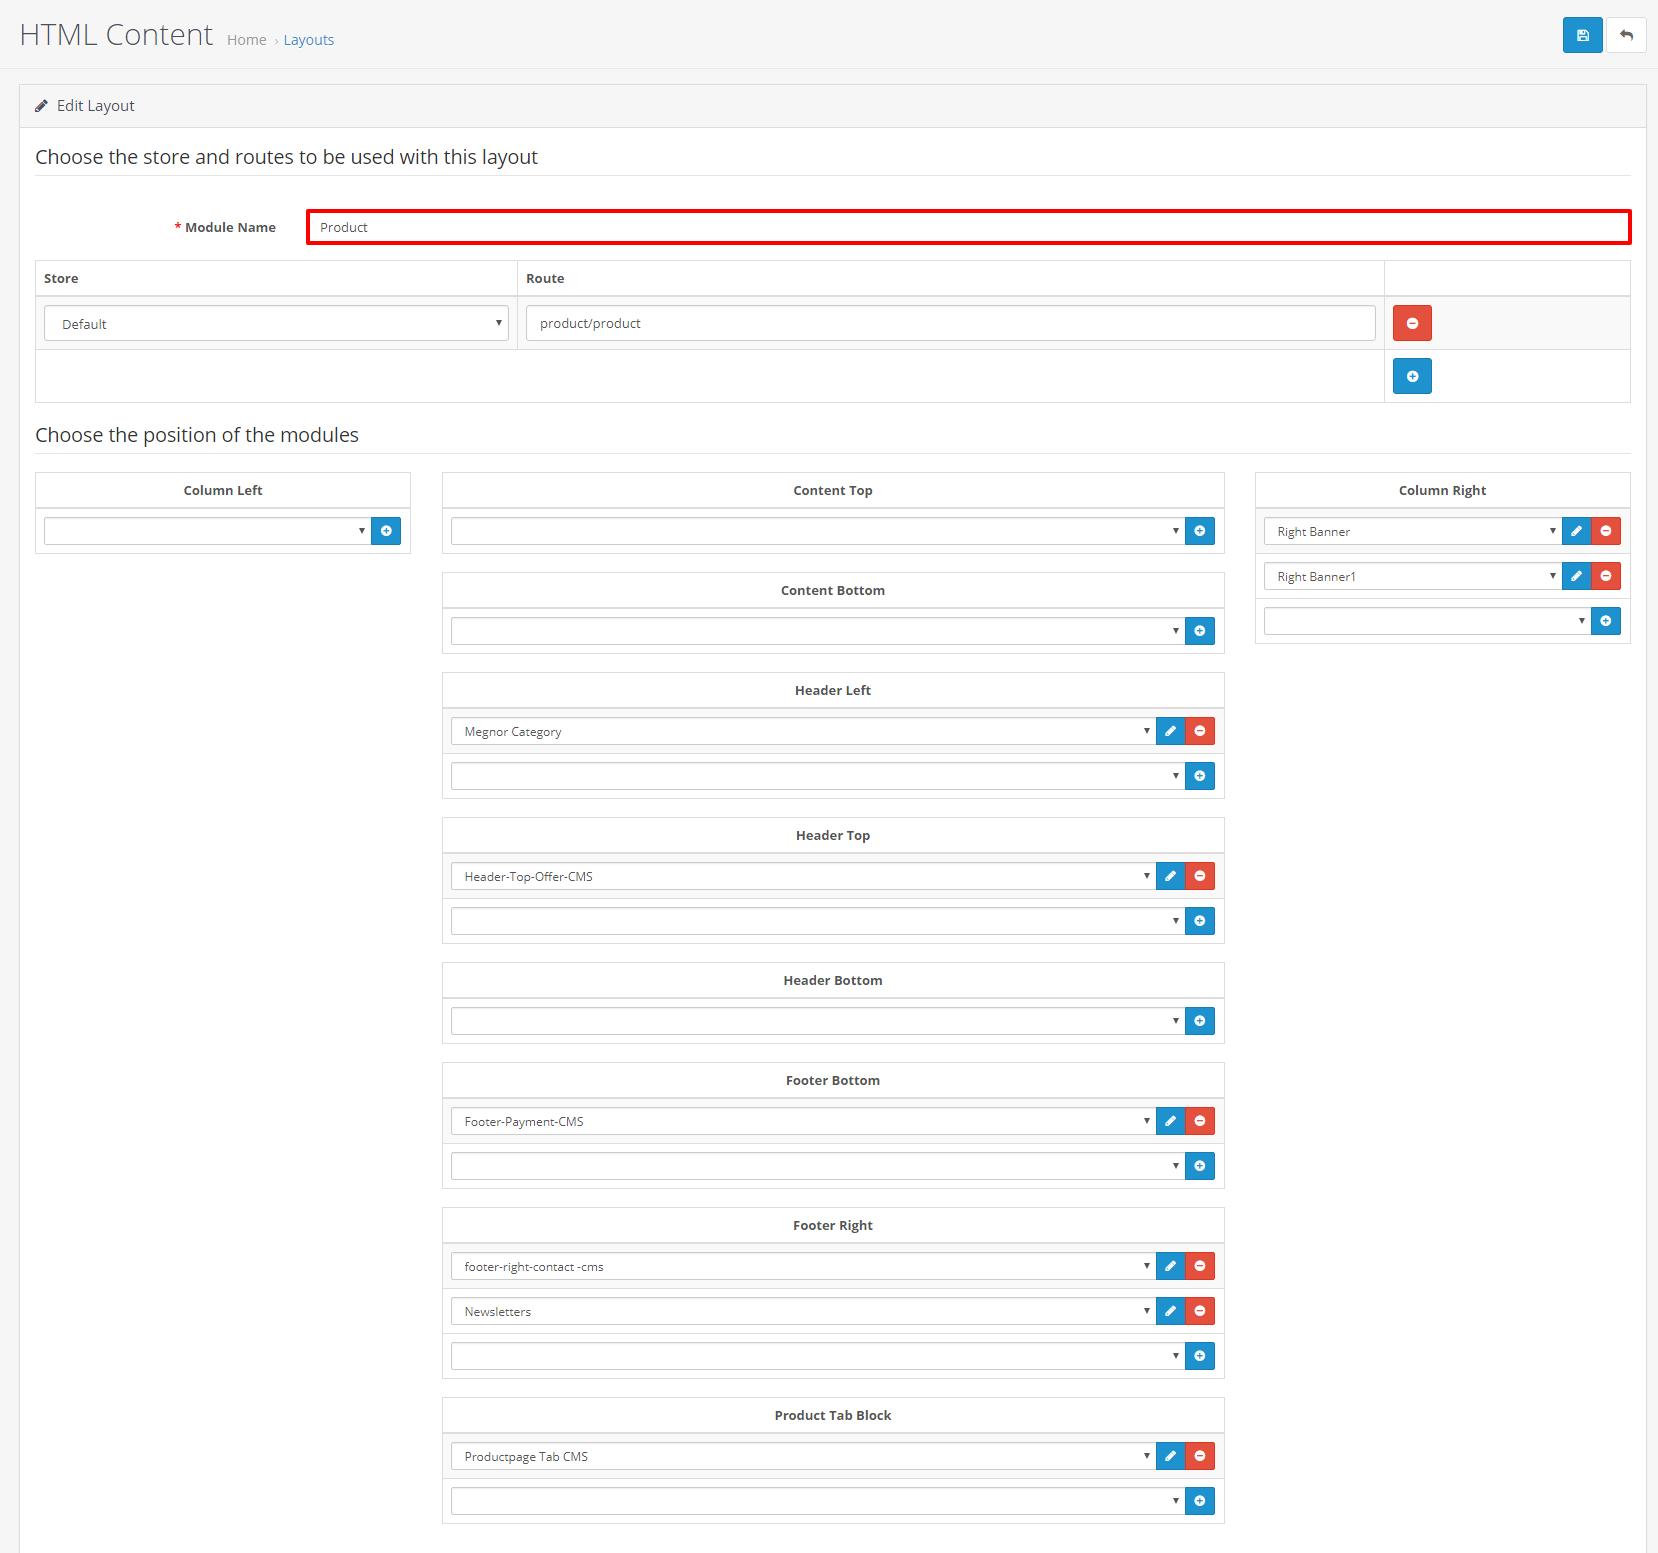 HTML Content Home › Layouts
Edit Layout
Choose the store and routes to be used with this layout
* Module Name Product
Store Route
Default product/product
Choose the position of the modules
Column Left
Content Top
Content Bottom
Header Left
Megnor Category
Header Top
Header-Top-Offer-CMS
Header Bottom
Footer Bottom
Footer-Payment-CMS
Footer Right
footer-right-contact -cms
Newsletters
Product Tab Block
Productpage Tab CMS
Column Right
Right Banner
Right Banner1